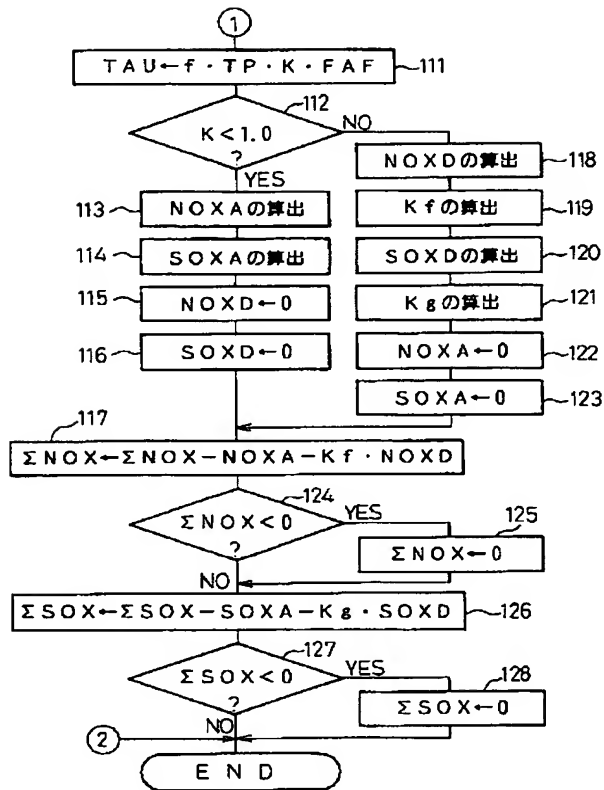 1
TAU←f・TP・K・FAF
111
112
K<1.0
?
NO
YES
113
NOXAの算出
114
SOXAの算出
115
NOXD←0
116
SOXD←0
NOXDの算出
118
Kfの算出
119
SOXDの算出
120
Kgの算出
121
NOXA←0
122
SOXA←0
123
117
ΣNOX←ΣNOX−NOXA−Kf・NOXD
124
ΣNOX<0
?
YES
125
ΣNOX←0
NO
ΣSOX←ΣSOX−SOXA−Kg・SOXD
126
127
ΣSOX<0
?
YES
128
ΣSOX←0
NO
2
END